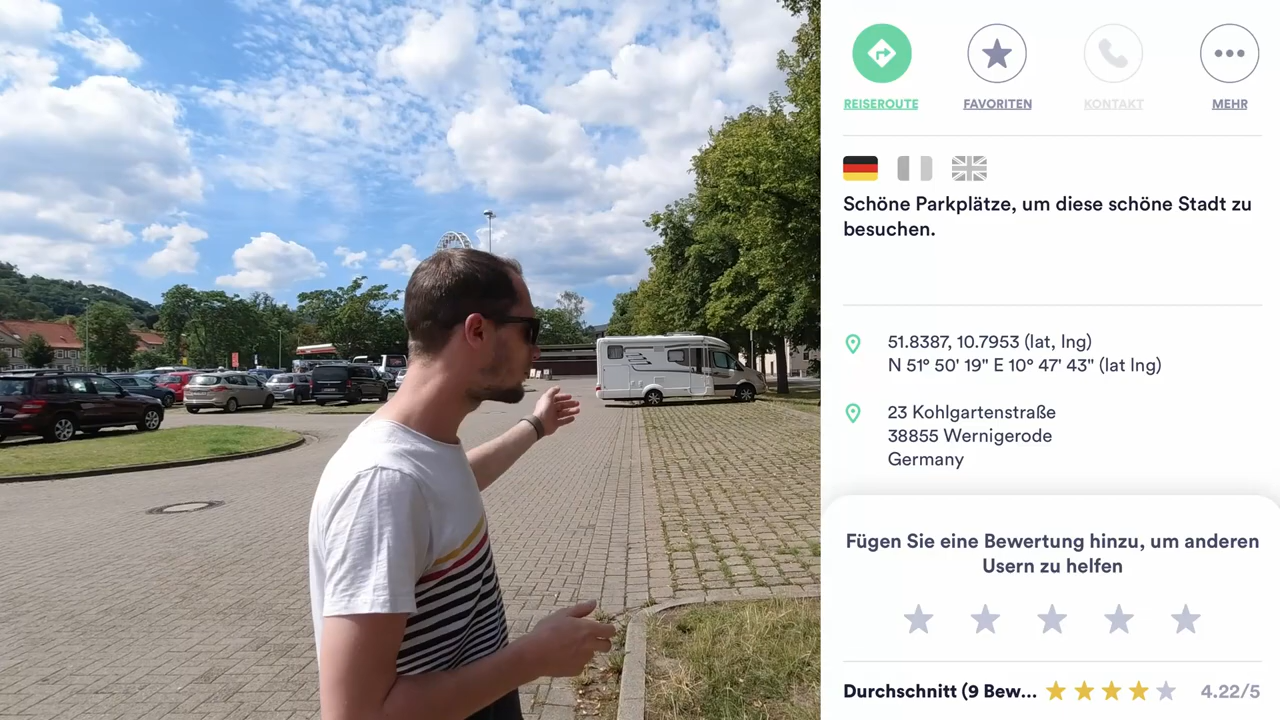 REISEROUTE
FAVORITEN
KONTAKT
MEHR
Schöne Parkplätze, um diese schöne Stadt zu
besuchen.
51.8387, 10.7953 (lat, lng)
N 51° 50' 19" E 10° 47' 43" (lat lng)
23 Kohlgartenstraße
38855 Wernigerode
Germany
Fügen Sie eine Bewertung hinzu, um anderen
Usern zu helfen
Durchschnitt (9 Bew... 4.22/5